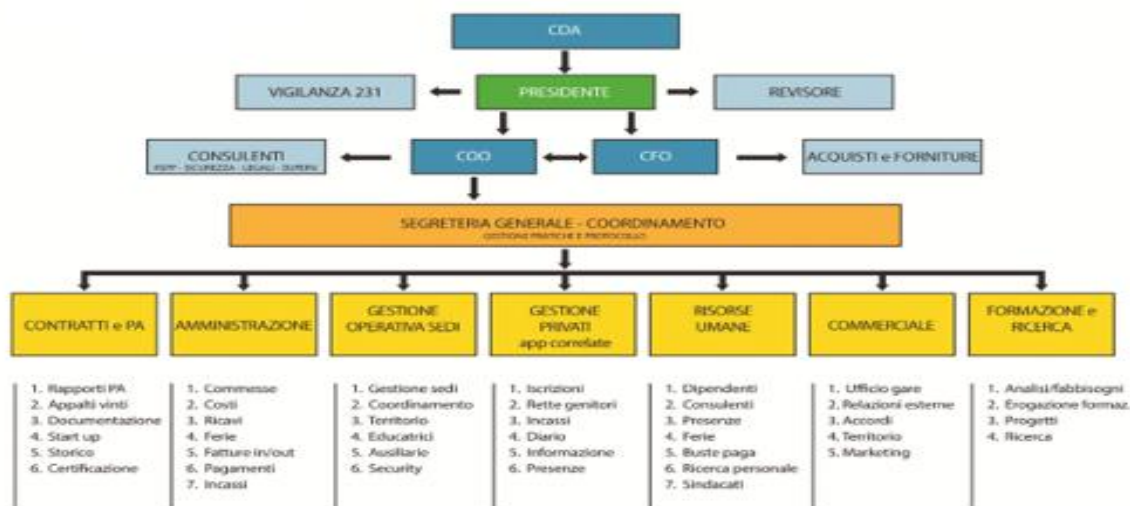 CDA
VIGILANZA 231
PRESIDENTE
REVISORE
CONSULENTI
COO
CFO
ACQUISTI e FORNITURE
SEGRETERIA GENERALE - COORDINAMENTO
GESTIONE PRATICHE E PROTOCOLLO
CONTRATTI e PA
AMMINISTRAZIONE
GESTIONE
OPERATIVA SEDI
GESTIONE
PRIVATI
app correlate
RISORSE
UMANE
COMMERCIALE
FORMAZIONE e
RICERCA
1. Rapporti PA
2. Appalti vinti
3. Documentazione
4. Start up
5. Storico
6. Certificazione
1. Commesse
2. Costi
3. Ricavi
4. Ferie
5. Fatture in/out
6. Pagamenti
7. Incassi
1. Gestione sedi
2. Coordinamento
3. Territorio
4. Educatrici
5. Ausiliarie
6. Security
1. Iscrizioni
2. Rette genitori
3. Incassi
4. Diario
5. Informazione
6. Presenze
1. Dipendenti
2. Consulenti
3. Presenze
4. Ferie
5. Buste paga
6. Ricerca personale
7. Sindacati
1. Ufficio gare
2. Relazioni esterne
3. Accordi
4. Territorio
5. Marketing
1. Analisi/fabbisogni
2. Erogazione formaz.
3. Progetti
4. Ricerca